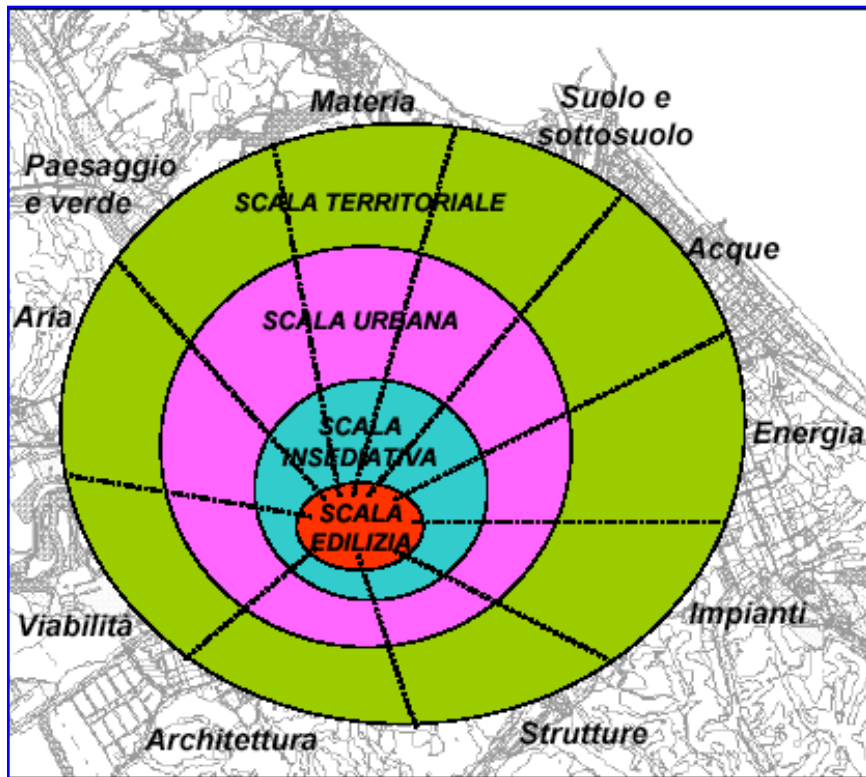 Materia
Suolo e
sottosuolo
Paesaggio
e verde
SCALA TERRITORIALE
Acque
Aria
SCALA URBANA
SCALA
INSEDIATIVA
Energia
SCALA
EDILIZIA
Viabilità
Impianti
Architettura
Strutture